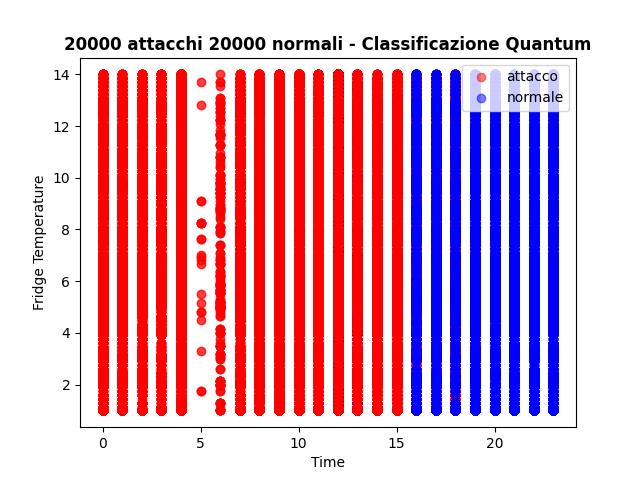 20000 attacchi 20000 normali - Classificazione Quantum
attacco
normale
14
12
10
8
6
4
2
Fridge Temperature
0 5 10 15 20
Time